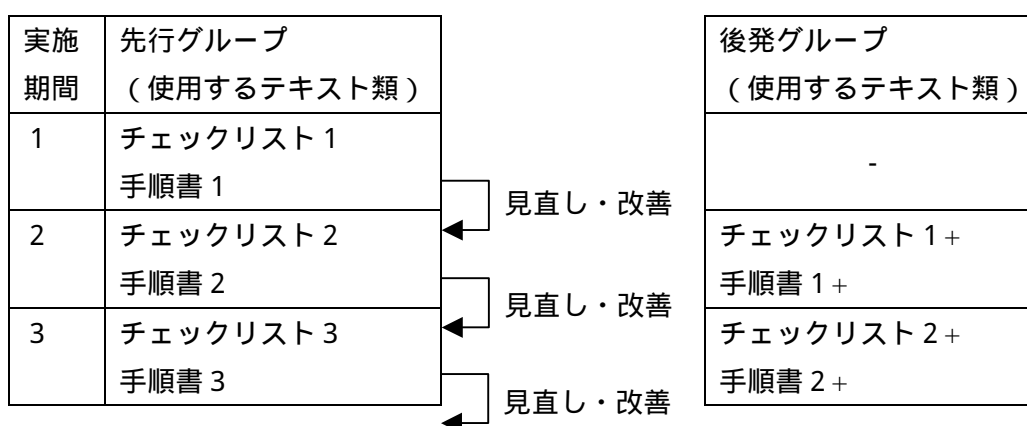 実施期間
先行グループ
（使用するテキスト類）
後発グループ
（使用するテキスト類）
1
チェックリスト1
手順書1
-
見直し・改善
2
チェックリスト2
手順書2
チェックリスト1+
手順書1+
見直し・改善
3
チェックリスト3
手順書3
チェックリスト2+
手順書2+
見直し・改善